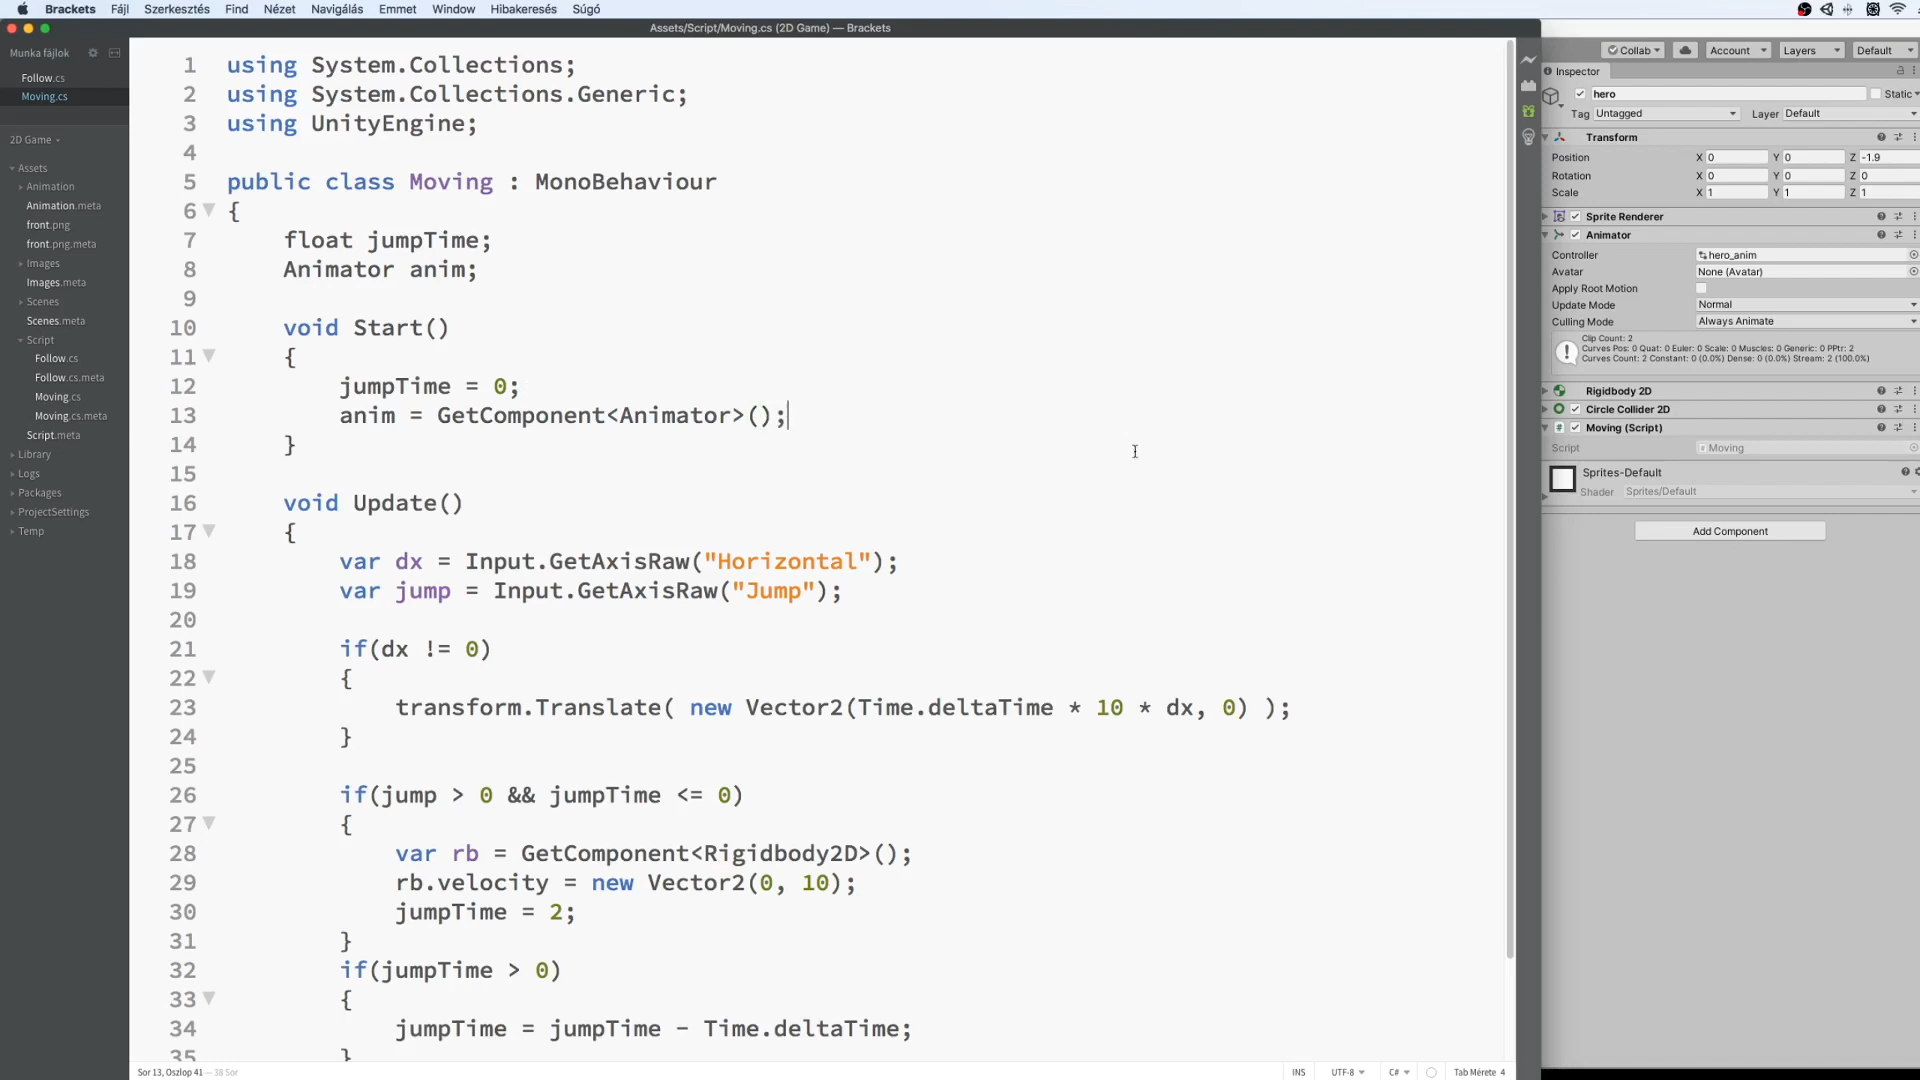 Brackets Fájl Szerkesztés Find Nézet Navigálás Emmet Window Hibakeresés Súgó
Assets/Script/Moving.cs (2D Game) — Brackets
Munka fájlok
Follow.cs
Moving.cs
2D Game
Assets
Animation
Animation.meta
front.png
front.png.meta
Images
Images.meta
Scenes
Scenes.meta
Script
Follow.cs
Follow.cs.meta
Moving.cs
Moving.cs.meta
Script.meta
Library
Logs
Packages
ProjectSettings
Temp
1 using System.Collections;
2 using System.Collections.Generic;
3 using UnityEngine;
4
5 public class Moving : MonoBehaviour
6 {
7 float jumpTime;
8 Animator anim;
9
10 void Start()
11 {
12 jumpTime = 0;
13 anim = GetComponent<Animator>();
14 }
15
16 void Update()
17 {
18 var dx = Input.GetAxisRaw("Horizontal");
19 var jump = Input.GetAxisRaw("Jump");
20
21 if(dx != 0)
22 {
23 transform.Translate( new Vector2(Time.deltaTime * 10 * dx, 0) );
24 }
25
26 if(jump > 0 && jumpTime <= 0)
27 {
28 var rb = GetComponent<Rigidbody2D>();
29 rb.velocity = new Vector2(0, 10);
30 jumpTime = 2;
31 }
32 if(jumpTime > 0)
33 {
34 jumpTime = jumpTime - Time.deltaTime;
35 }
Sor 13, Oszlop 41 — 38 Sor
INS UTF-8 C# Tab Mérete 4
Collab Account Layers Default
Inspector
hero Static
Tag Untagged Layer Default
Transform
Position X 0 Y 0 Z -1.9
Rotation X 0 Y 0 Z 0
Scale X 1 Y 1 Z 1
Sprite Renderer
Animator
Controller hero_anim
Avatar None (Avatar)
Apply Root Motion
Update Mode Normal
Culling Mode Always Animate
Clip Count: 2
Curves Pos: 0 Quat: 0 Euler: 0 Scale: 0 Muscles: 0 Generic: 0 PPtr: 2
Curves Count: 2 Constant: 0 (0.0%) Dense: 0 (0.0%) Stream: 2 (100.0%)
Rigidbody 2D
Circle Collider 2D
Moving (Script)
Script Moving
Sprites-Default
Shader Sprites/Default
Add Component